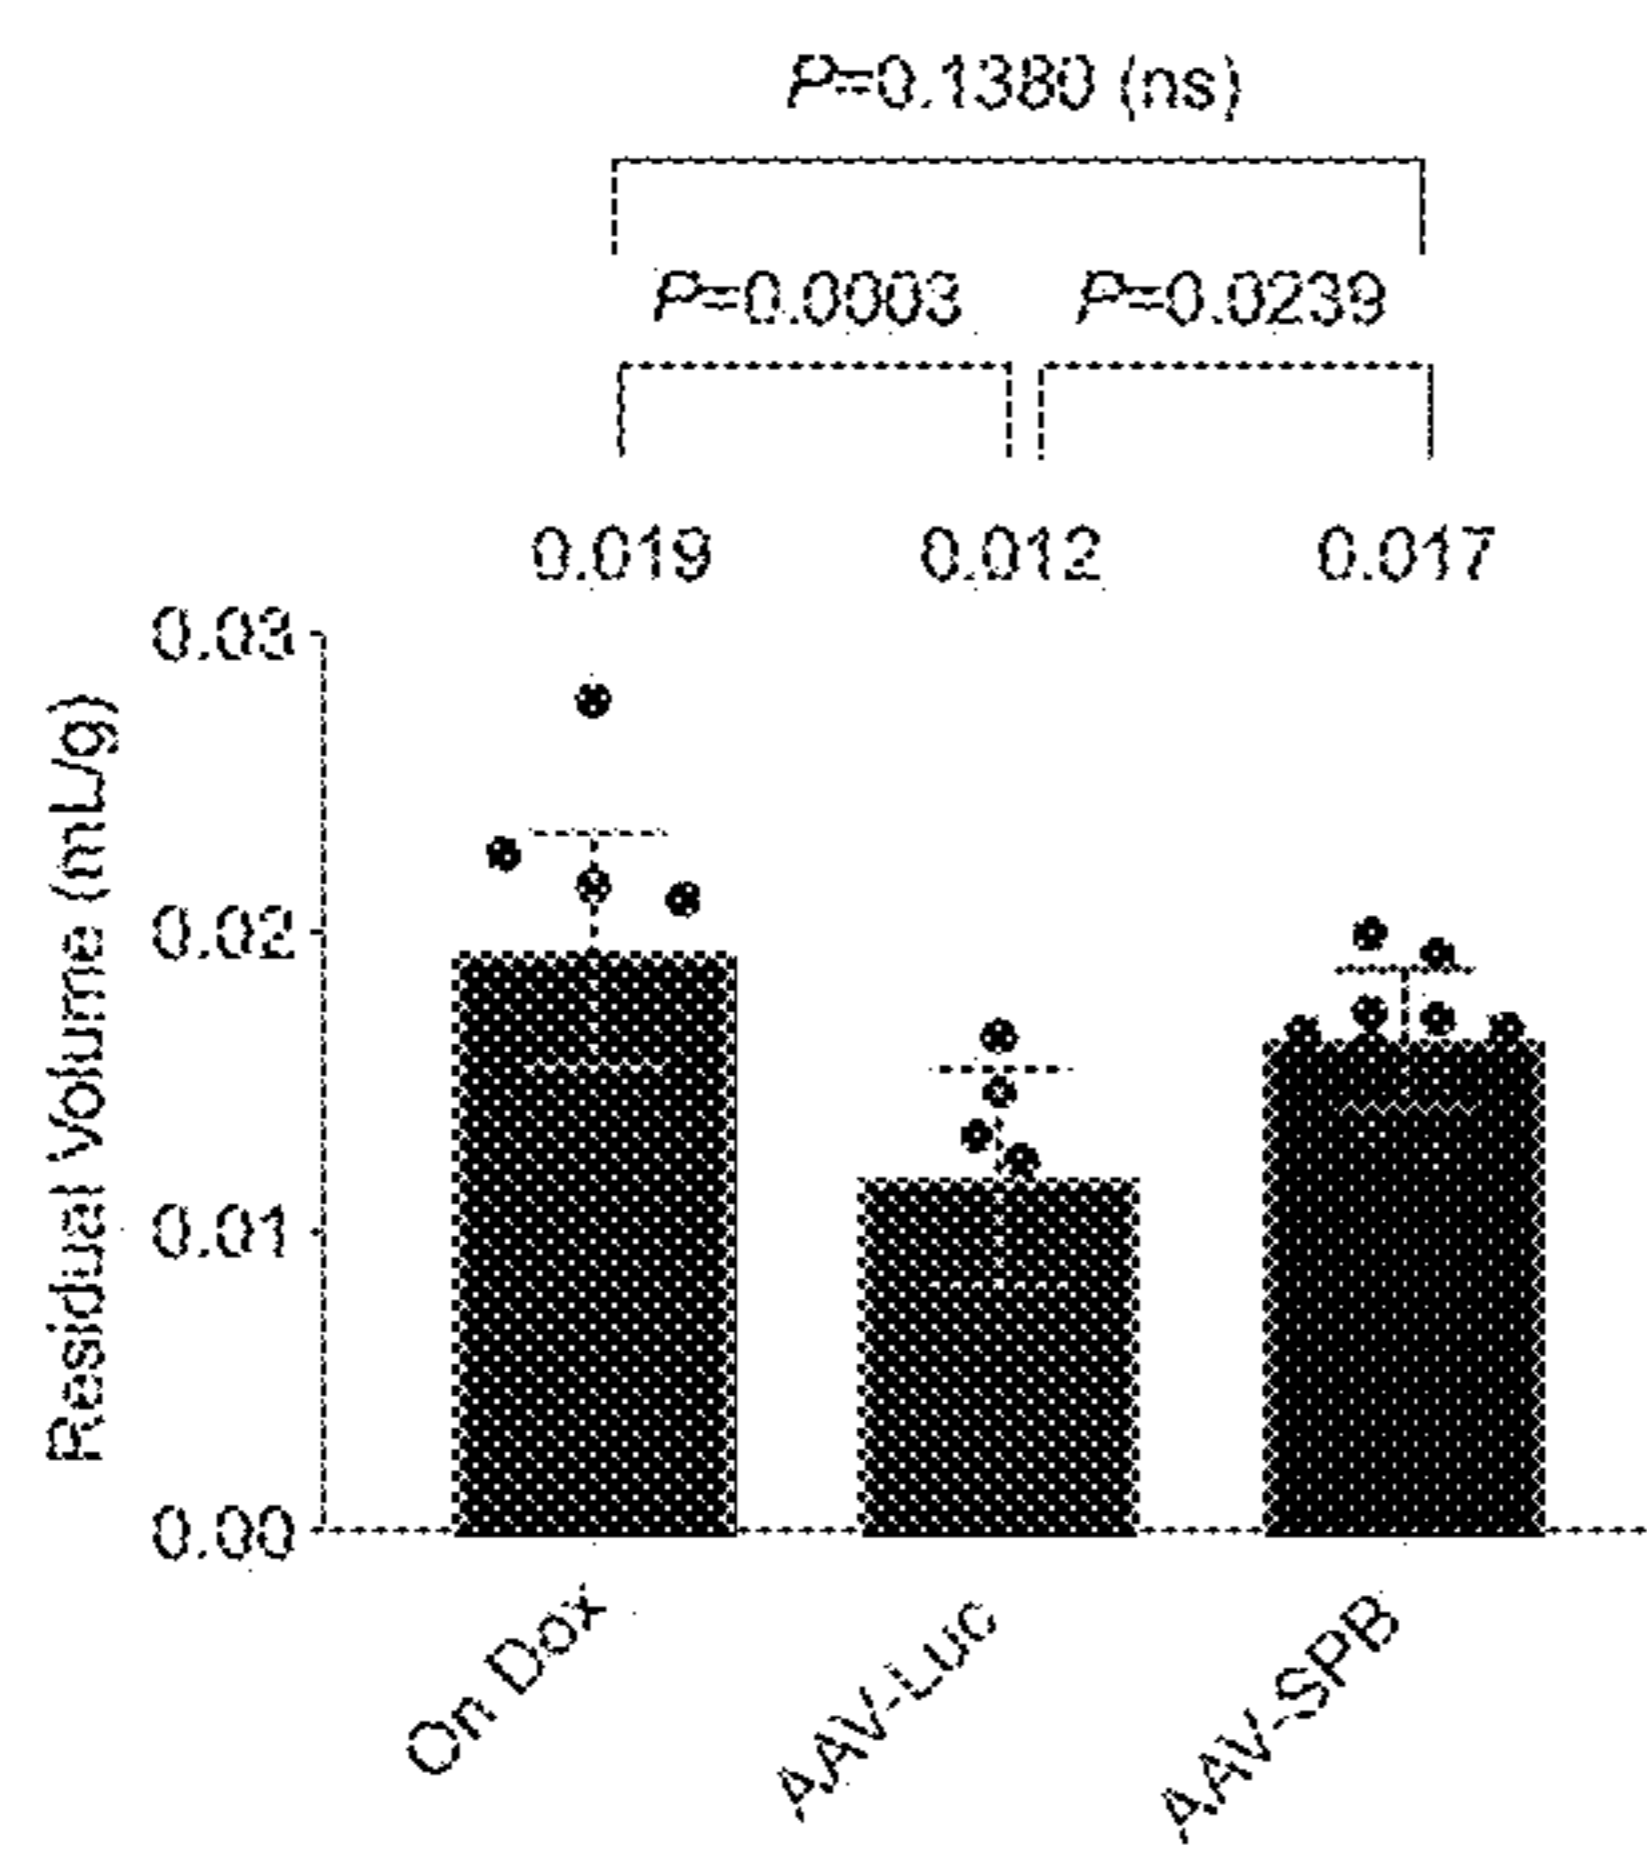 P=0.1380 (ns)
P=0.0003 P=0.0239
0.019 0.012 0.017
0.03
0.02
0.01
0.00
Residual Volume (mL/g)
On Dox
AAV-Luc
AAV-SPB